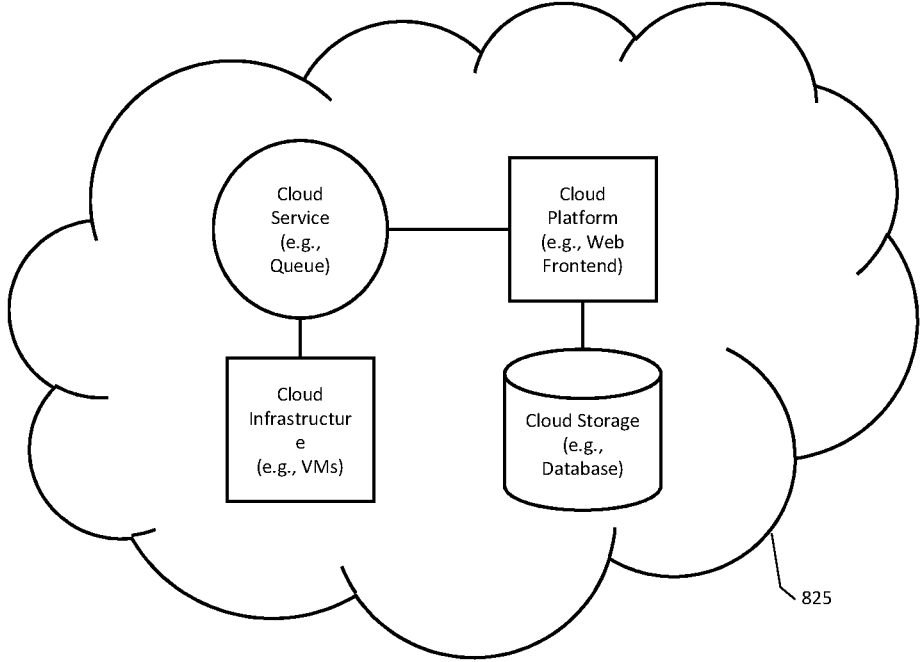 Cloud
Service
(e.g.,
Queue)
Cloud
Platform
(e.g., Web
Frontend)
Cloud
Infrastructur
e
(e.g., VMs)
Cloud Storage
(e.g.,
Database)
825